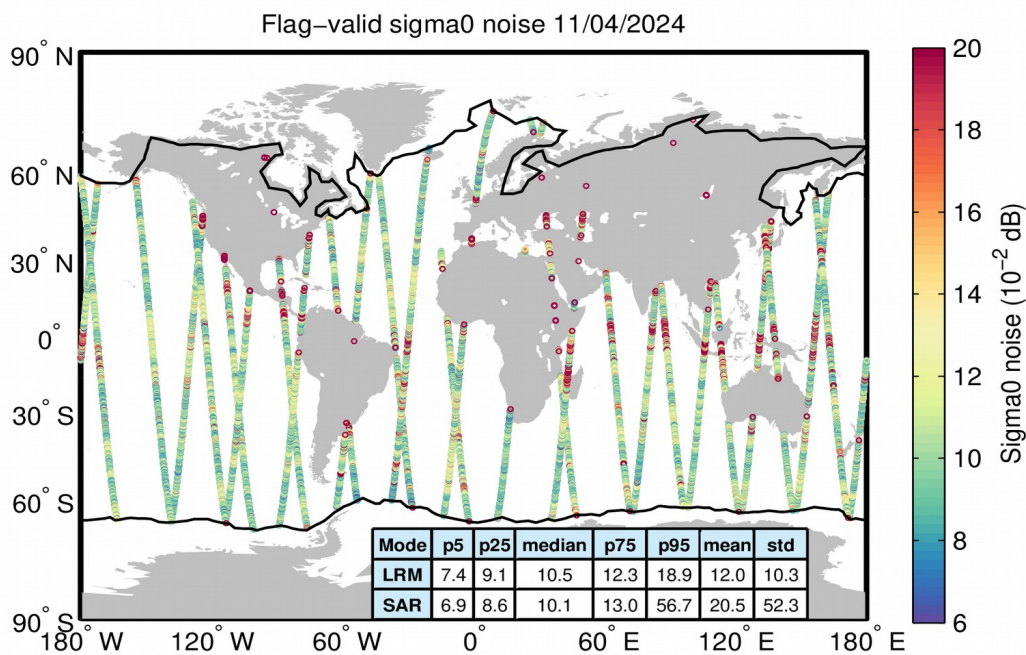 Flag−valid sigma0 noise 11/04/2024
90° N
60° N
30° N
0°
30° S
60° S
90° S
180° W 120° W 60° W 0° 60° E 120° E 180° E
20
18
16
14
12
10
8
6
Sigma0 noise (10⁻² dB)
Mode p5 p25 median p75 p95 mean std
LRM 7.4 9.1 10.5 12.3 18.9 12.0 10.3
SAR 6.9 8.6 10.1 13.0 56.7 20.5 52.3